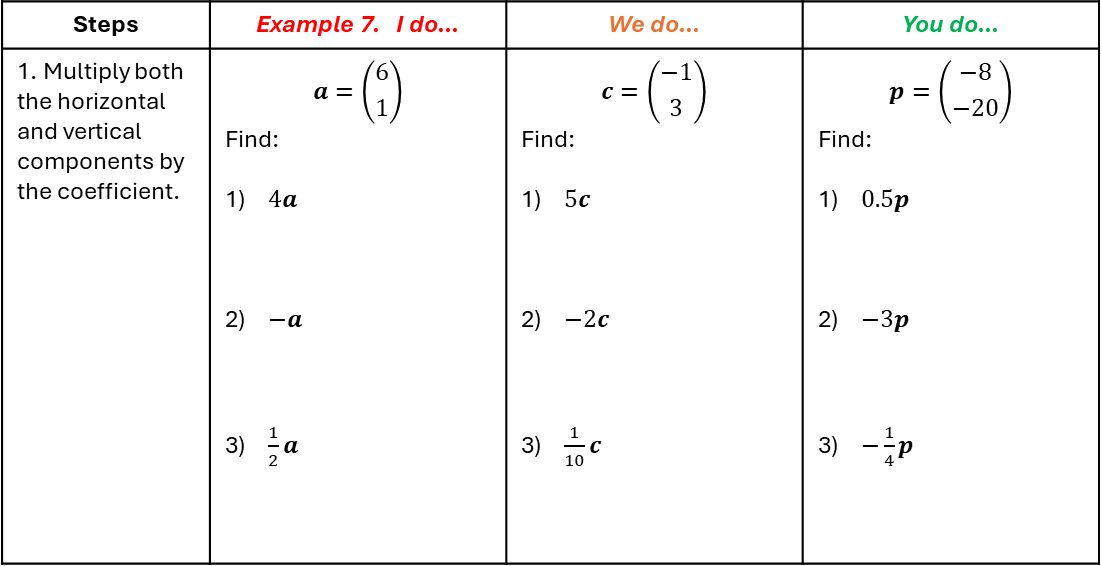 Steps
Example 7. I do...
We do...
You do...
1. Multiply both
the horizontal
and vertical
components by
the coefficient.
a = (6
1)
Find:
1) 4a
2) −a
3) 1/2 a
c = (−1
3)
Find:
1) 5c
2) −2c
3) 1/10 c
p = (−8
−20)
Find:
1) 0.5p
2) −3p
3) −1/4 p